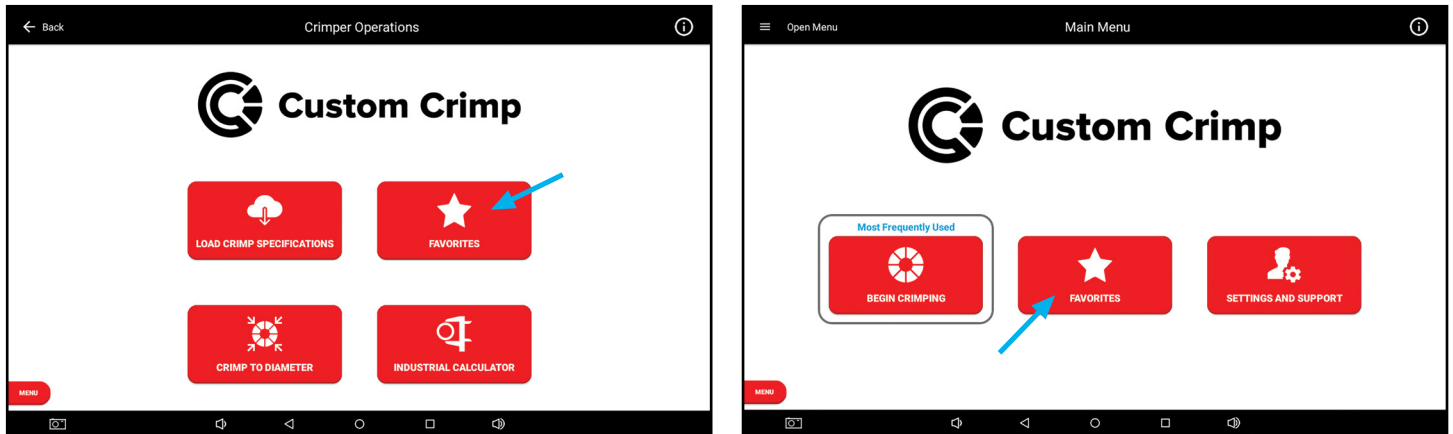 Back
Crimper Operations
Custom Crimp
LOAD CRIMP SPECIFICATIONS
FAVORITES
CRIMP TO DIAMETER
INDUSTRIAL CALCULATOR
MENU
Open Menu
Main Menu
Custom Crimp
Most Frequently Used
BEGIN CRIMPING
FAVORITES
SETTINGS AND SUPPORT
MENU